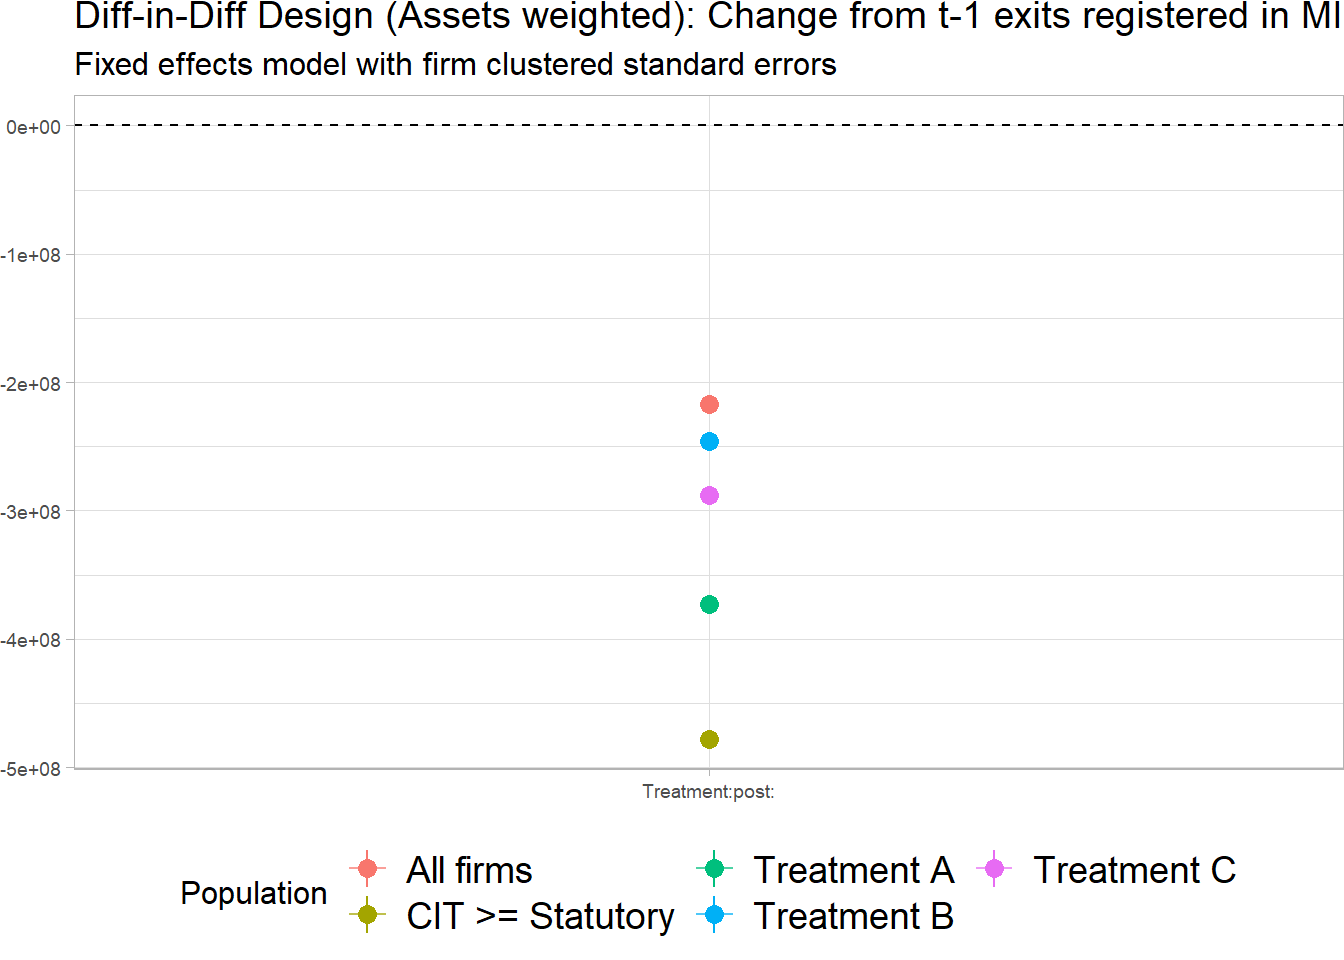 Diff-in-Diff Design (Assets weighted): Change from t-1 exits registered in MI
Fixed effects model with firm clustered standard errors
0e+00
-1e+08
-2e+08
-3e+08
-4e+08
-5e+08
Treatment:post:
Population
All firms
CIT >= Statutory
Treatment A
Treatment B
Treatment C